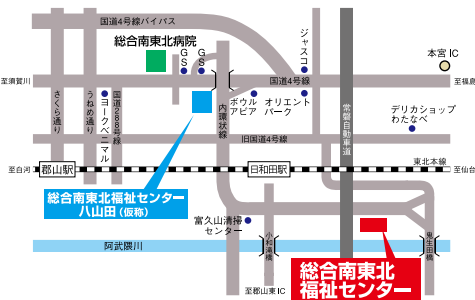 国道4号線バイパス
総合南東北病院
GS
GS
ジャスコ
本宮IC
至須賀川
国道4号線
至福島
さくら通り
うねめ通り
ヨークベニマル
国道288号線
内環状線
ボウル
アピア
オリエント
パーク
常磐自動車道
デリカショップ
わたなべ
旧国道4号線
東北本線
至白河
郡山駅
日和田駅
至仙台
総合南東北福祉センター
八山田(仮称)
富久山清掃
センター
小和滝橋
鬼生田橋
阿武隈川
至郡山東IC
総合南東北
福祉センター